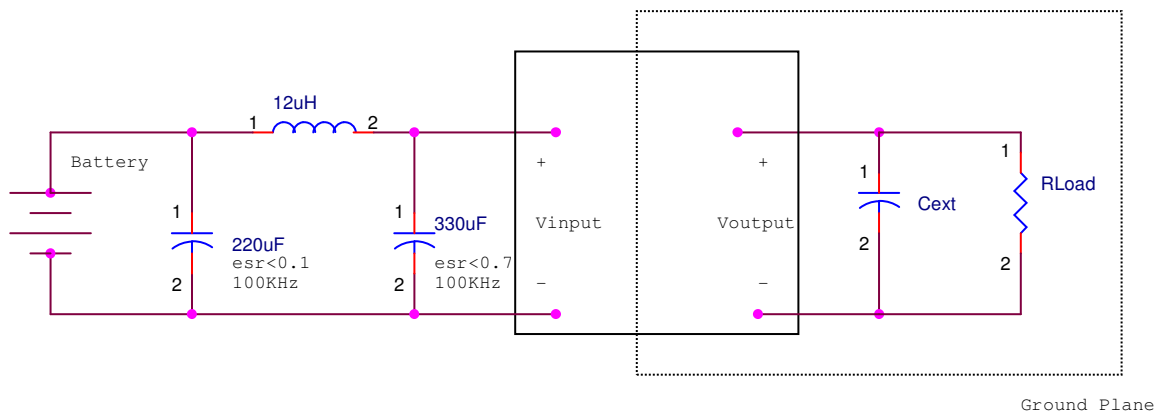 12uH
1
2
Battery
1
220uF
esr<0.1
2
100KHz
1
330uF
esr<0.7
2
100KHz
+
Vinput
-
+
Voutput
-
1
Cext
2
1
RLoad
2
Ground Plane